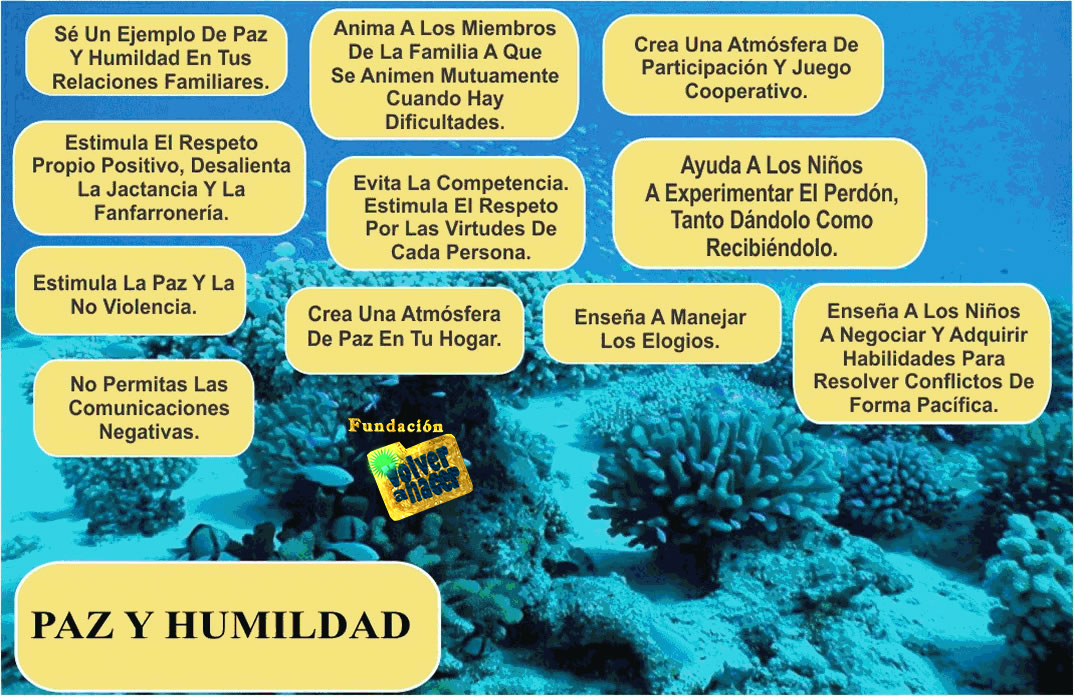 Sé Un Ejemplo De Paz
Y Humildad En Tus
Relaciones Familiares.
Anima A Los Miembros
De La Familia A Que
Se Animen Mutuamente
Cuando Hay
Dificultades.
Crea Una Atmósfera De
Participación Y Juego
Cooperativo.
Estimula El Respeto
Propio Positivo, Desalienta
La Jactancia Y La
Fanfarronería.
Evita La Competencia.
Estimula El Respeto
Por Las Virtudes De
Cada Persona.
Ayuda A Los Niños
A Experimentar El Perdón,
Tanto Dándolo Como
Recibiéndolo.
Estimula La Paz Y La
No Violencia.
Crea Una Atmósfera
De Paz En Tu Hogar.
Enseña A Manejar
Los Elogios.
Enseña A Los Niños
A Negociar Y Adquirir
Habilidades Para
Resolver Conflictos De
Forma Pacífica.
No Permitas Las
Comunicaciones
Negativas.
Fundación
volver
a hacer
PAZ Y HUMILDAD